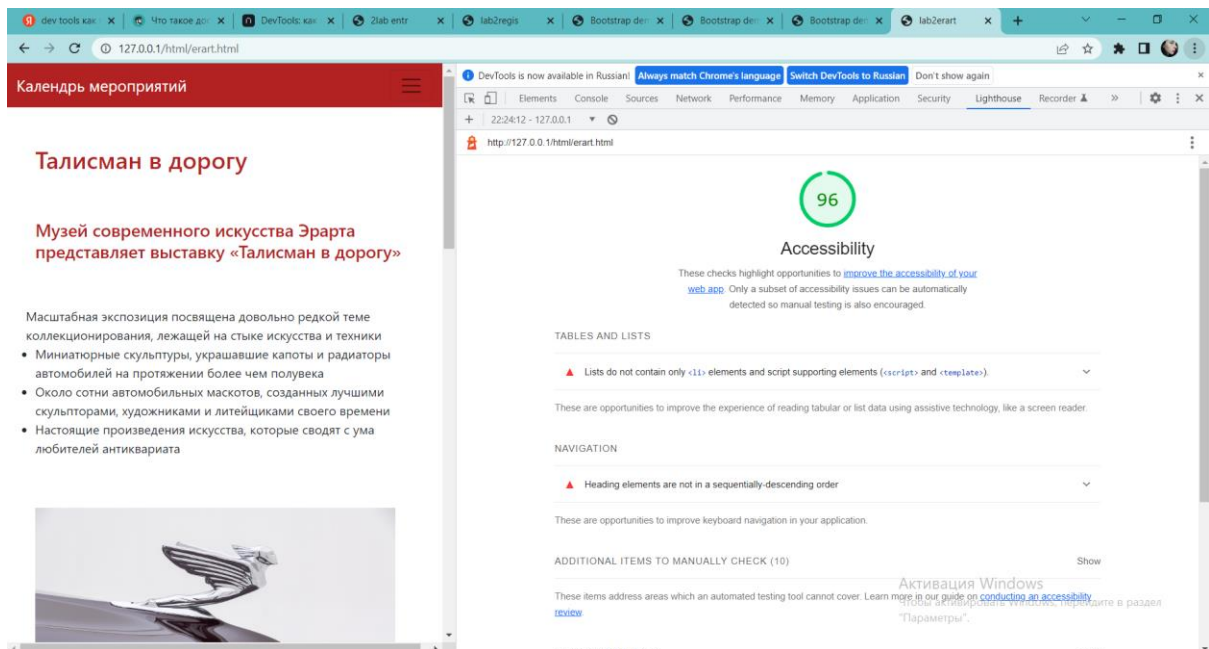 dev tools как
Что такое дос
DevTools: как
2lab entr
lab2regis
Bootstrap den
Bootstrap den
Bootstrap den
lab2erart
127.0.0.1/html/erart.html
Календрь мероприятий
Талисман в дорогу
Музей современного искусства Эрарта
представляет выставку «Талисман в дорогу»
Масштабная экспозиция посвящена довольно редкой теме
коллекционирования, лежащей на стыке искусства и техники
• Миниатюрные скульптуры, украшавшие капоты и радиаторы
автомобилей на протяжении более чем полувека
• Около сотни автомобильных маскотов, созданных лучшими
скульпторами, художниками и литейщиками своего времени
• Настоящие произведения искусства, которые сводят с ума
любителей антиквариата
DevTools is now available in Russian! Always match Chrome's language Switch DevTools to Russian Don't show again
Elements Console Sources Network Performance Memory Application Security Lighthouse Recorder
22:24:12 - 127.0.0.1
http://127.0.0.1/html/erart.html
96
Accessibility
These checks highlight opportunities to improve the accessibility of your
web app. Only a subset of accessibility issues can be automatically
detected so manual testing is also encouraged.
TABLES AND LISTS
Lists do not contain only <li> elements and script supporting elements (<script> and <template>).
These are opportunities to improve the experience of reading tabular or list data using assistive technology, like a screen reader.
NAVIGATION
Heading elements are not in a sequentially-descending order
These are opportunities to improve keyboard navigation in your application.
ADDITIONAL ITEMS TO MANUALLY CHECK (10) Show
These items address areas which an automated testing tool cannot cover. Learn more in our guide on conducting an accessibility
review.
Активация Windows
Чтобы активировать Windows, перейдите в раздел
"Параметры".